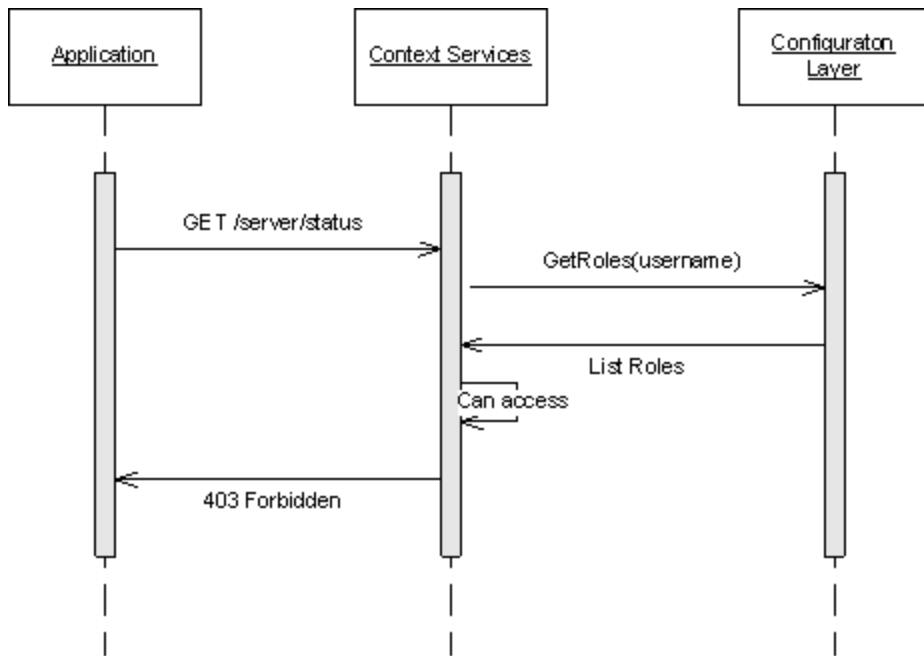 Application
Context Services
Configuraton
Layer
GET /server/status
GetRoles(username)
List Roles
Can access
403 Forbidden